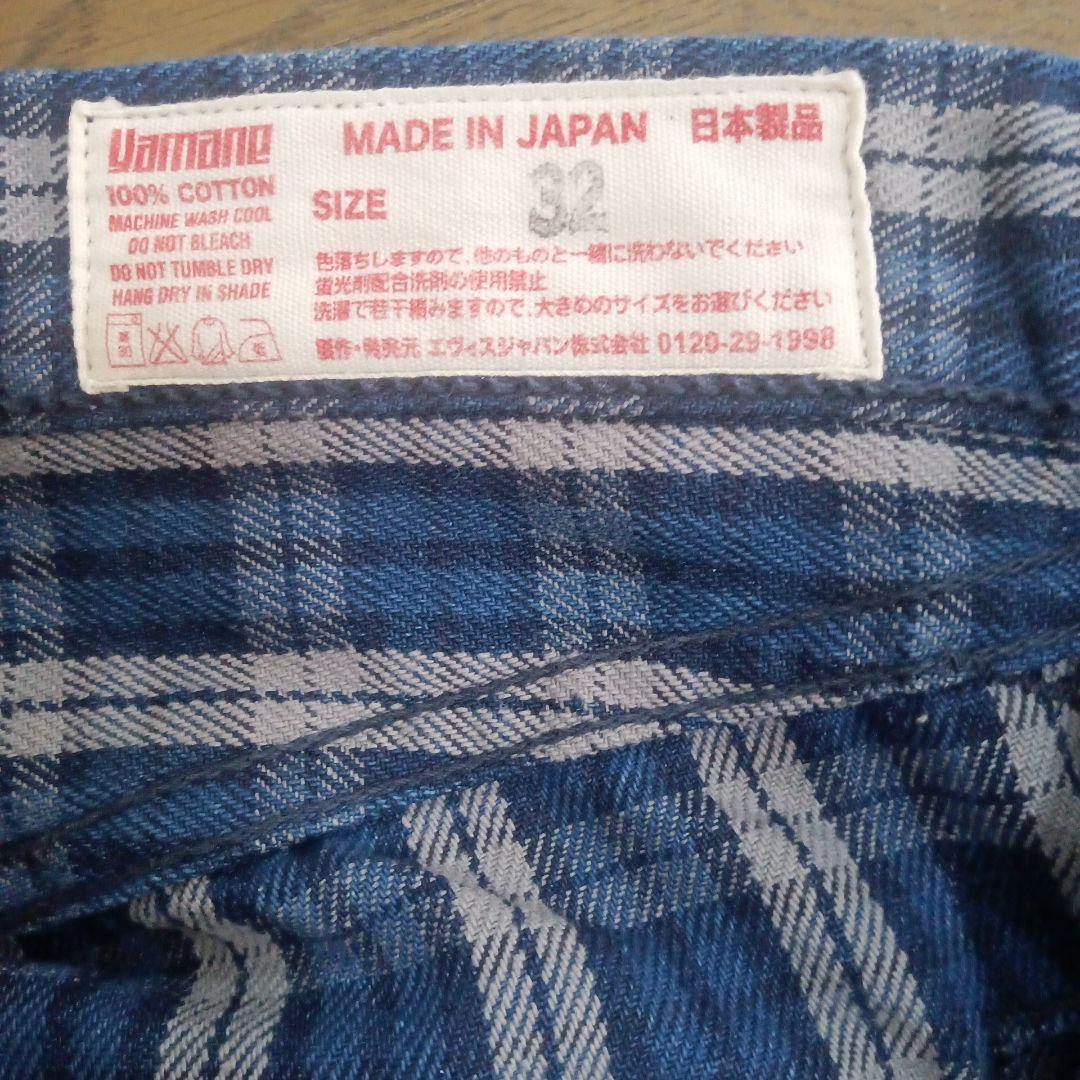 Yamane
100% COTTON
MACHINE WASH COOL
DO NOT BLEACH
DO NOT TUMBLE DRY
HANG DRY IN SHADE
MADE IN JAPAN 日本製品
SIZE 32
色落ちしますので、他のものと一緒に洗わないでください
蛍光剤配合洗剤の使用禁止
洗濯で若干縮みますので、大きめのサイズをお選びください
製作・発売元 エヴィスジャパン株式会社 0120-29-1998